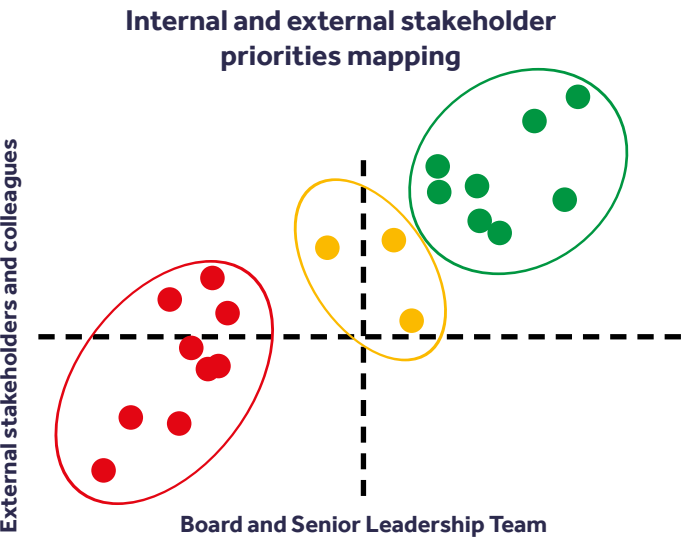 Internal and external stakeholder
priorities mapping
External stakeholders and colleagues
Board and Senior Leadership Team